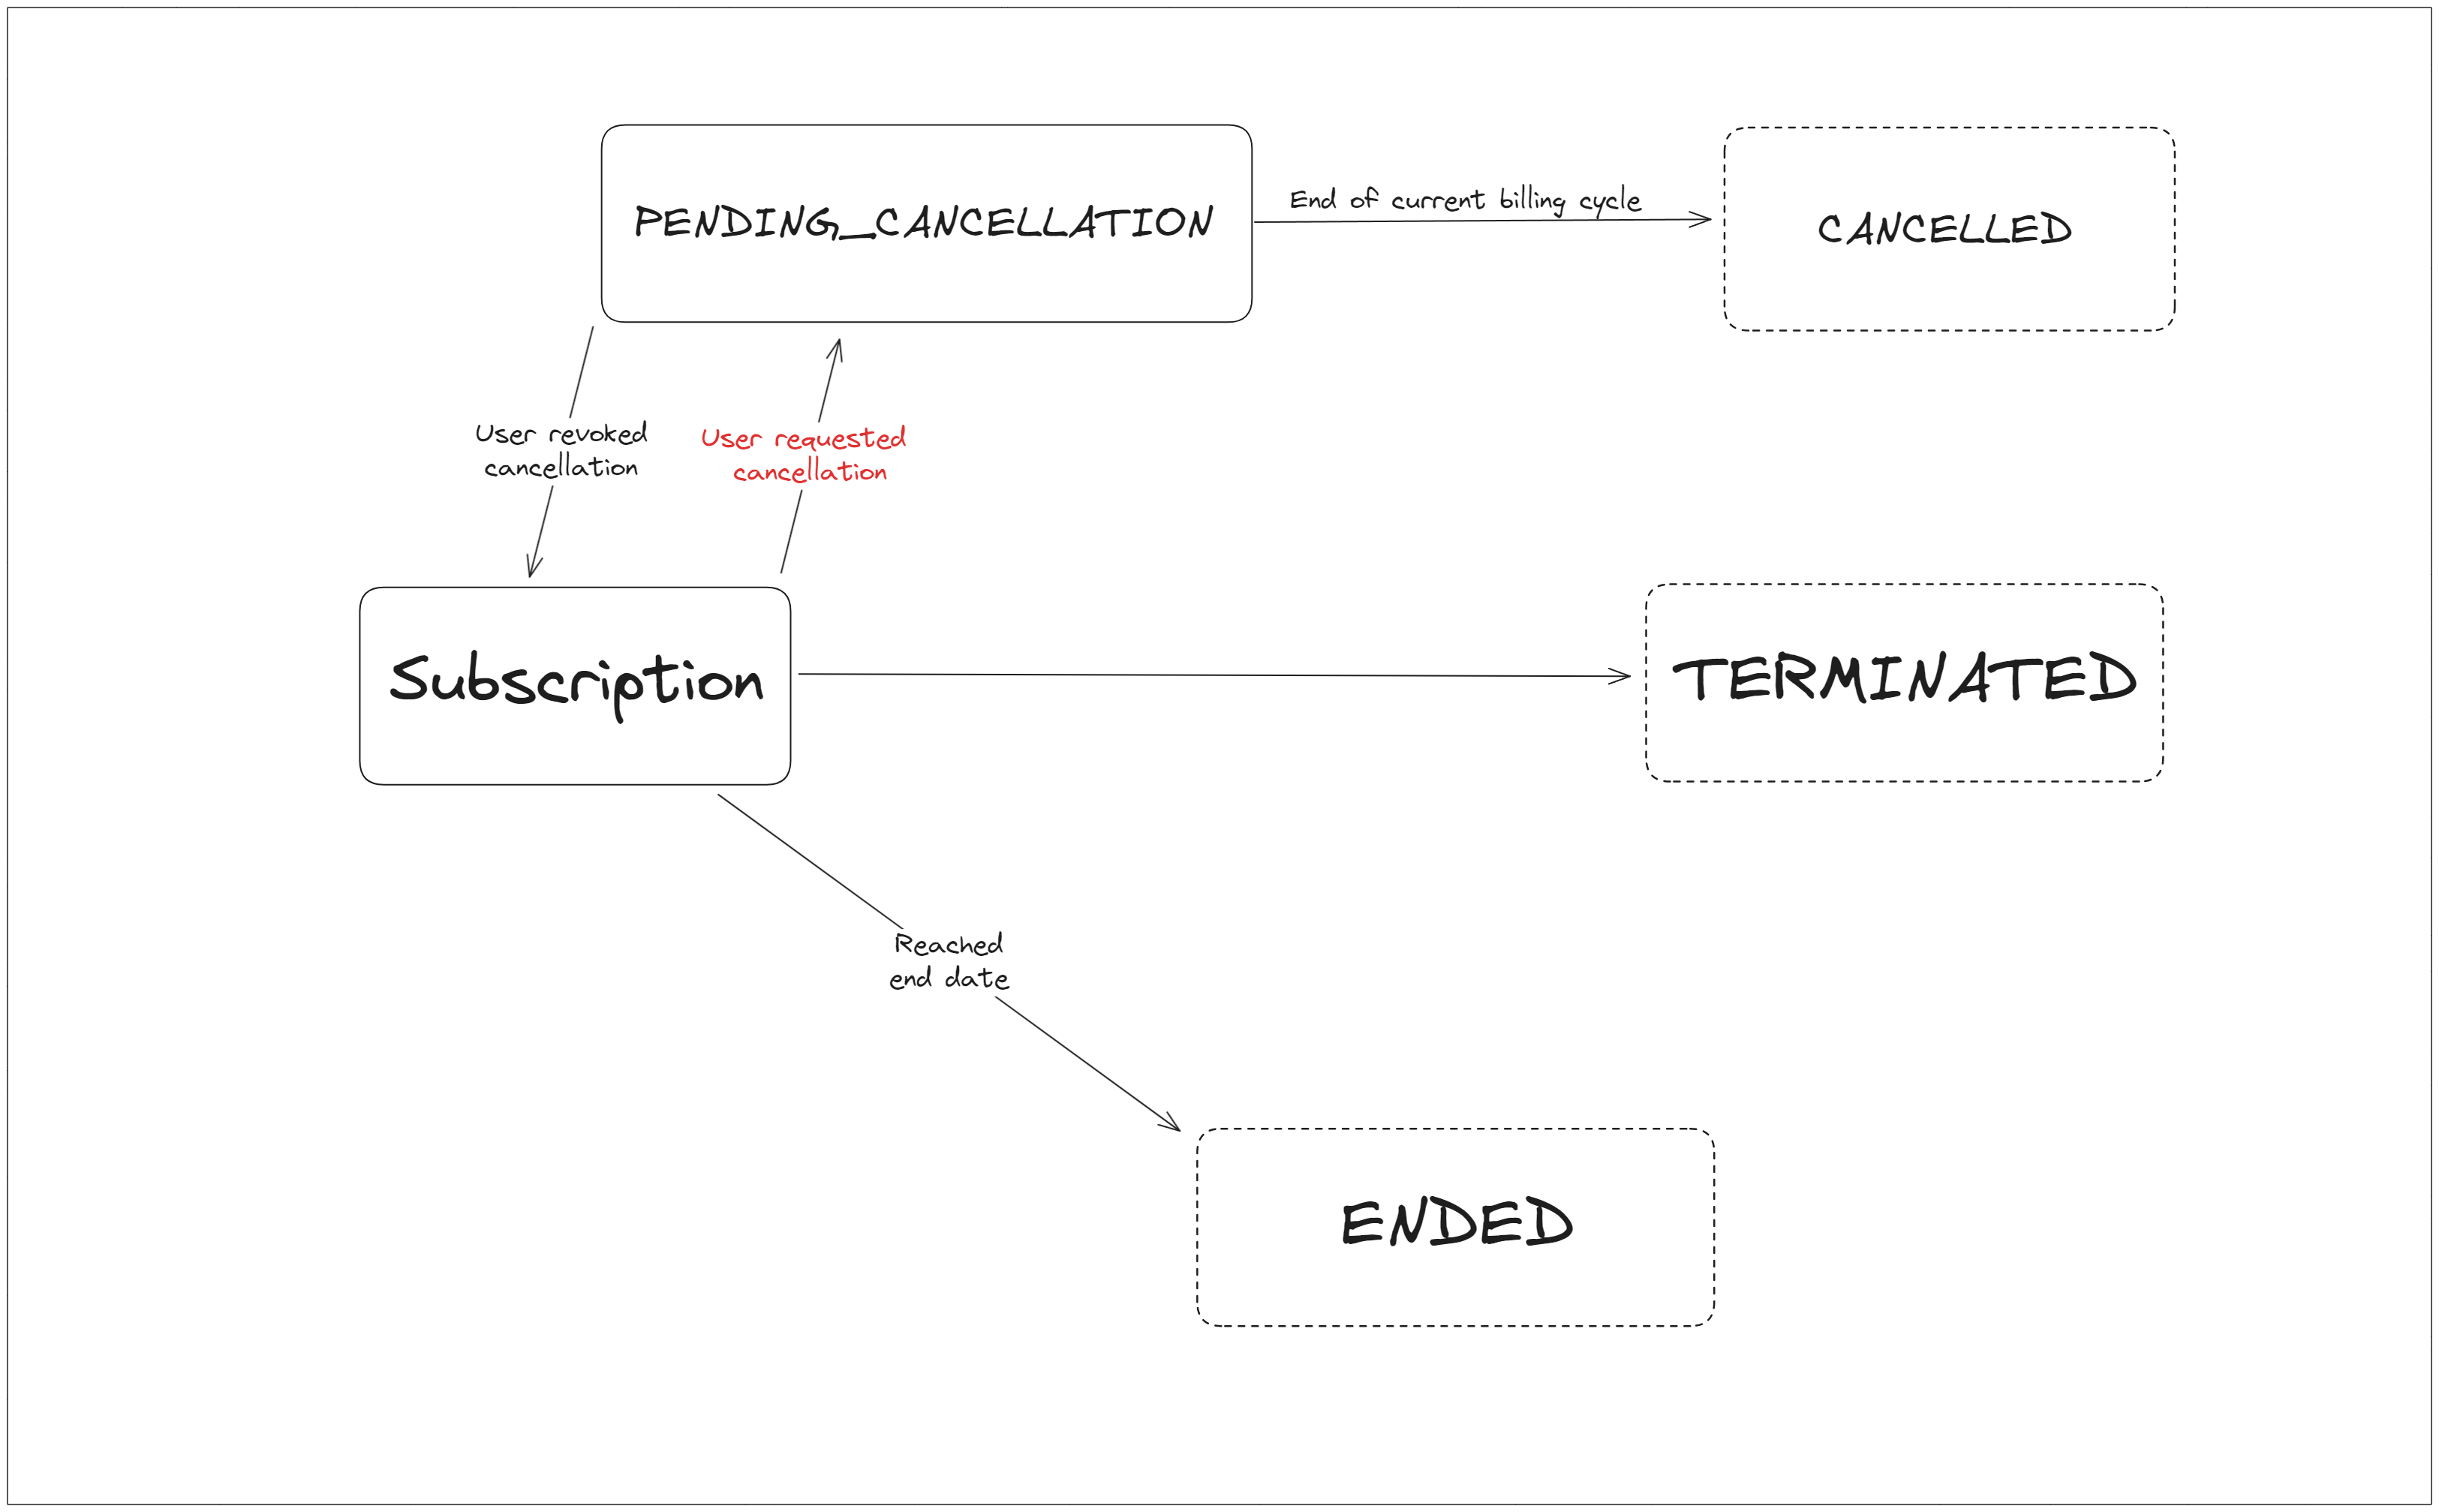 PENDING_CANCELLATION
End of current billing cycle
CANCELLED
User revoked
cancellation
User requested
cancellation
Subscription
TERMINATED
Reached
end date
ENDED